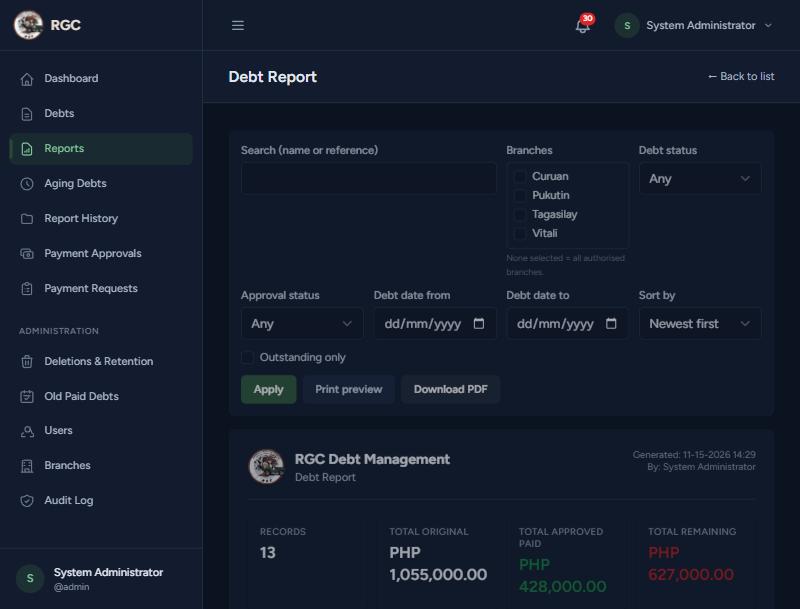 RGC
30
S
System Administrator
Dashboard
Debts
Reports
Aging Debts
Report History
Payment Approvals
Payment Requests
ADMINISTRATION
Deletions & Retention
Old Paid Debts
Users
Branches
Audit Log
S
System Administrator
@admin
Debt Report
← Back to list
Search (name or reference)
Branches
Curuan
Pukutin
Tagasilay
Vitali
None selected = all authorised
branches.
Debt status
Any
Approval status
Any
Debt date from
dd/mm/yyyy
Debt date to
dd/mm/yyyy
Sort by
Newest first
Outstanding only
Apply
Print preview
Download PDF
RGC Debt Management
Debt Report
Generated: 11-15-2026 14:29
By: System Administrator
RECORDS
13
TOTAL ORIGINAL
PHP
1,055,000.00
TOTAL APPROVED
PAID
PHP
428,000.00
TOTAL REMAINING
PHP
627,000.00